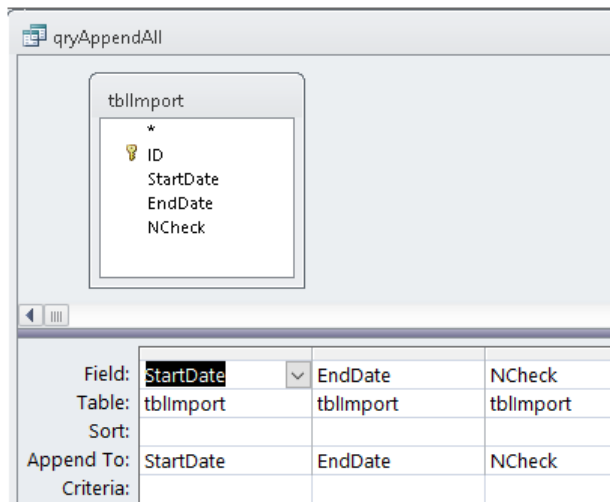 qryAppendAll
tblImport
*
ID
StartDate
EndDate
NCheck
Field: StartDate EndDate NCheck
Table: tblImport tblImport tblImport
Sort:
Append To: StartDate EndDate NCheck
Criteria: